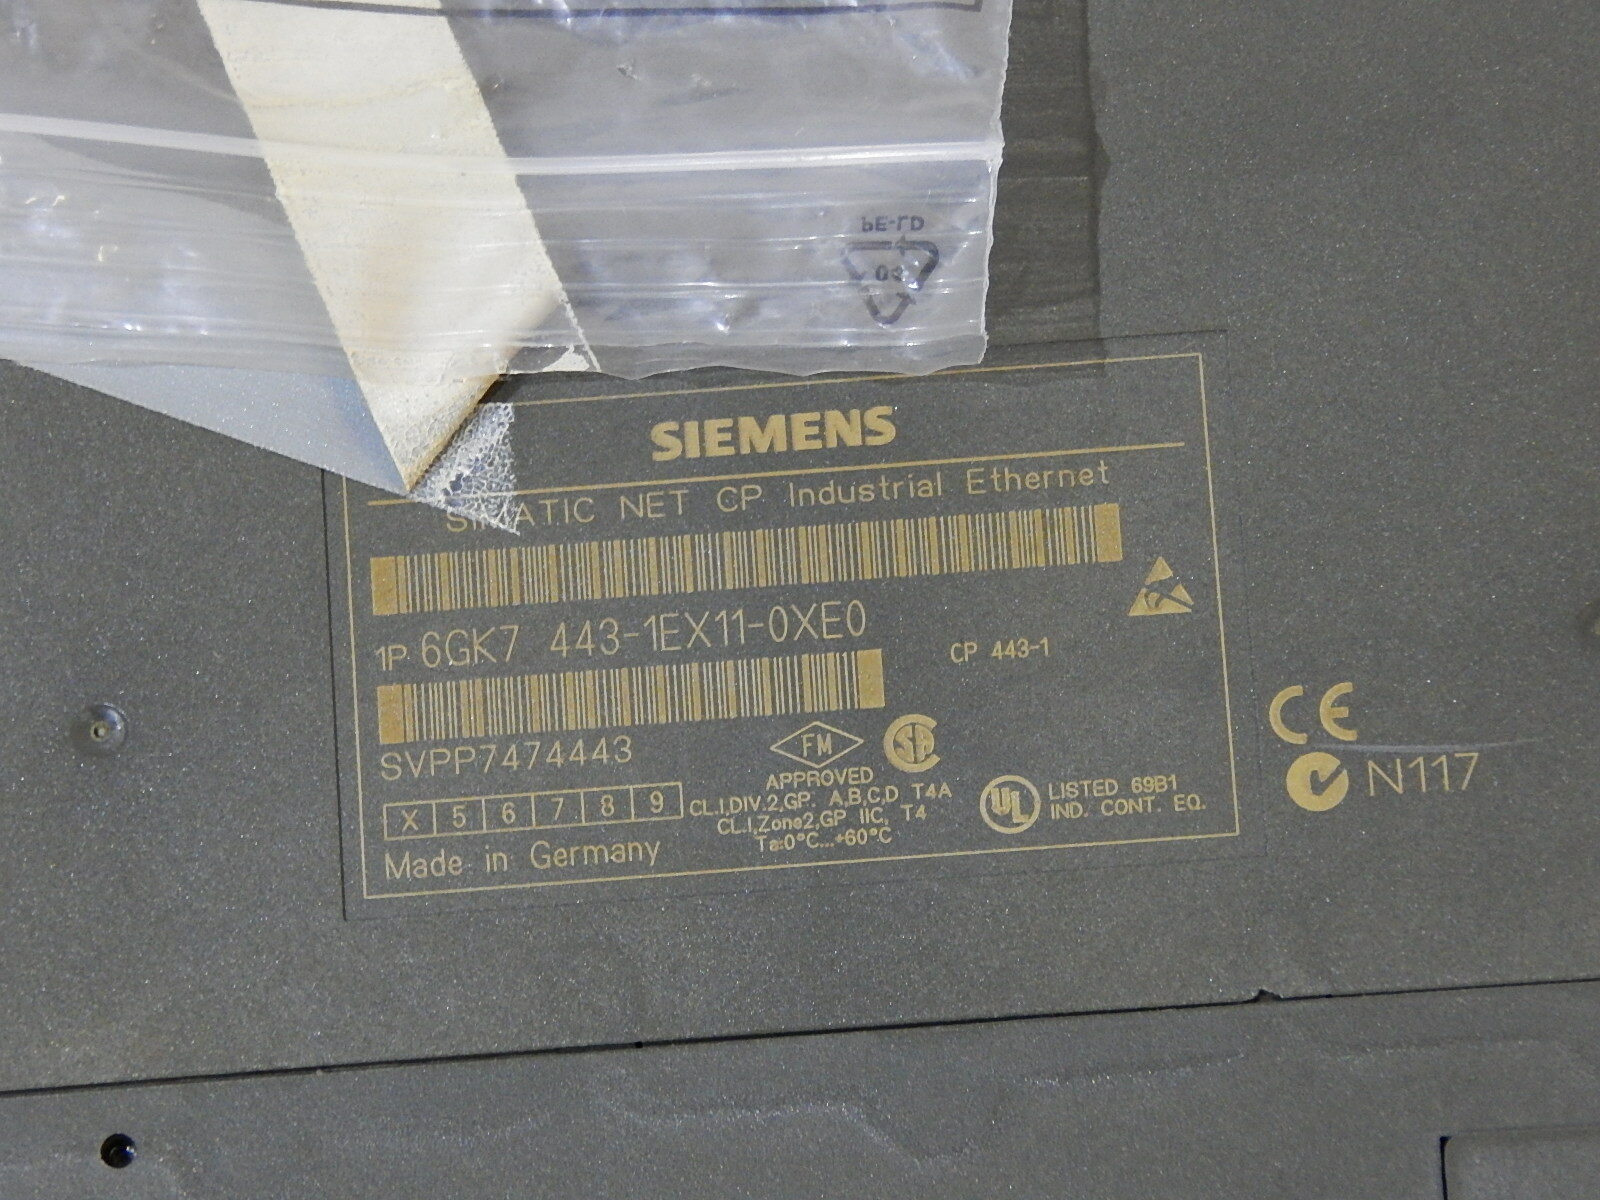 PE-LD
SIEMENS
SIMATIC NET CP Industrial Ethernet
1P 6GK7 443-1EX11-0XE0
CP 443-1
SVPP7474443
X 5 6 7 8 9
Made in Germany
FM
APPROVED
CL.I,DIV.2,GP. A,B,C,D T4A
CL.I,Zone2,GP IIC, T4
Ta:0°C...+60°C
SA
UL
LISTED 69B1
IND. CONT. EQ.
CE
N117